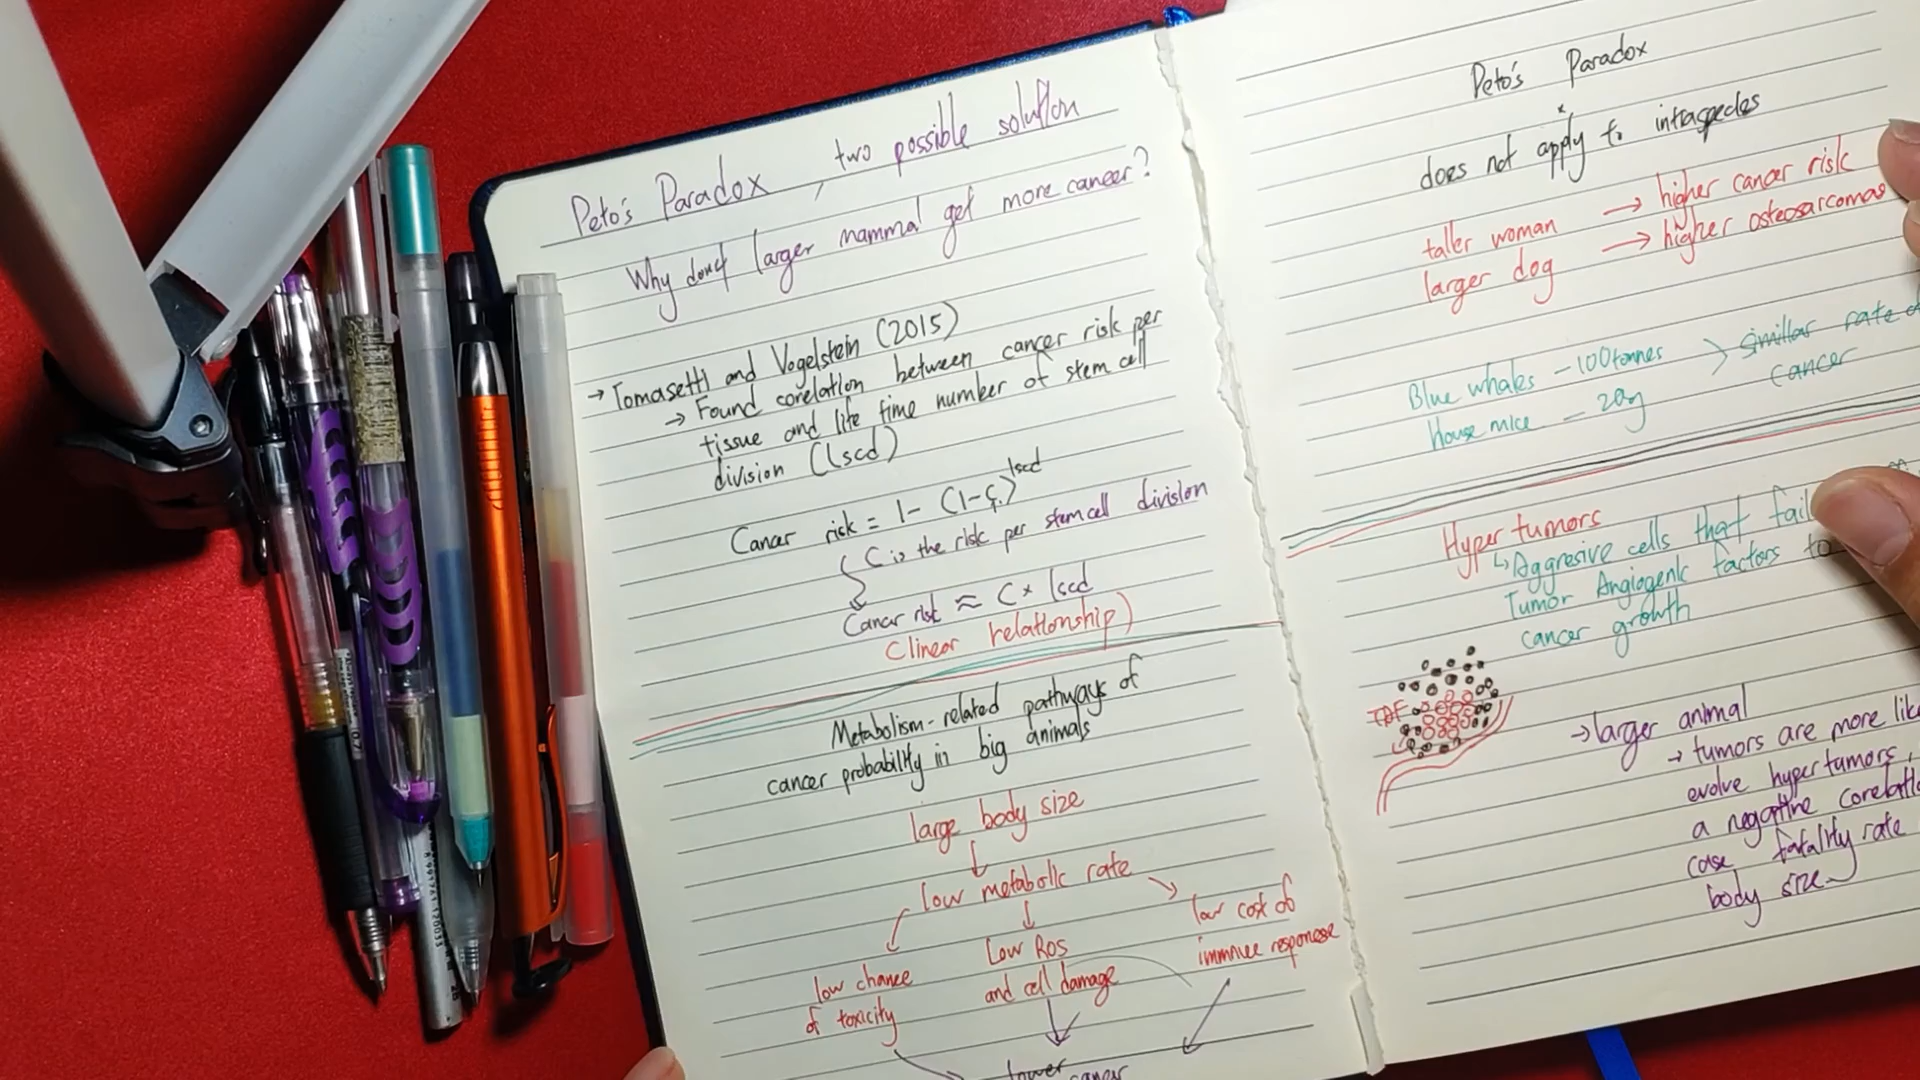 Peto's Paradox, two possible solution
Why don't larger mammal get more cancer?
→ Tomasetti and Vogelstein (2015)
→ Found corelation between cancer risk per
tissue and life time number of stem cell
division (lscd)
Cancer risk = 1- (1-c)^lscd
C is the risk per stem cell division
Cancer risk ≈ C × lscd
(linear relationship)
Metabolism-related pathways of
cancer probability in big animals
large body size
↓
low metabolic rate
low chance
of toxicity
Low ROS
and cell damage
low cost of
immnue response
lower
cancer
Peto's Paradox
does not apply to intraspecies
taller woman → higher cancer risk
larger dog → higher osteosarcomas
Blue whales - 100 tonnes
House mice - 20g
> simillar rate
cancer
Hyper tumors
↳ Aggresive cells that fail
Tumor Angiogenic factors to
cancer growth
TAF
→ larger animal
→ tumors are more like
evolve hyper tumors,
a negative corelatio
case fatality rate
body size